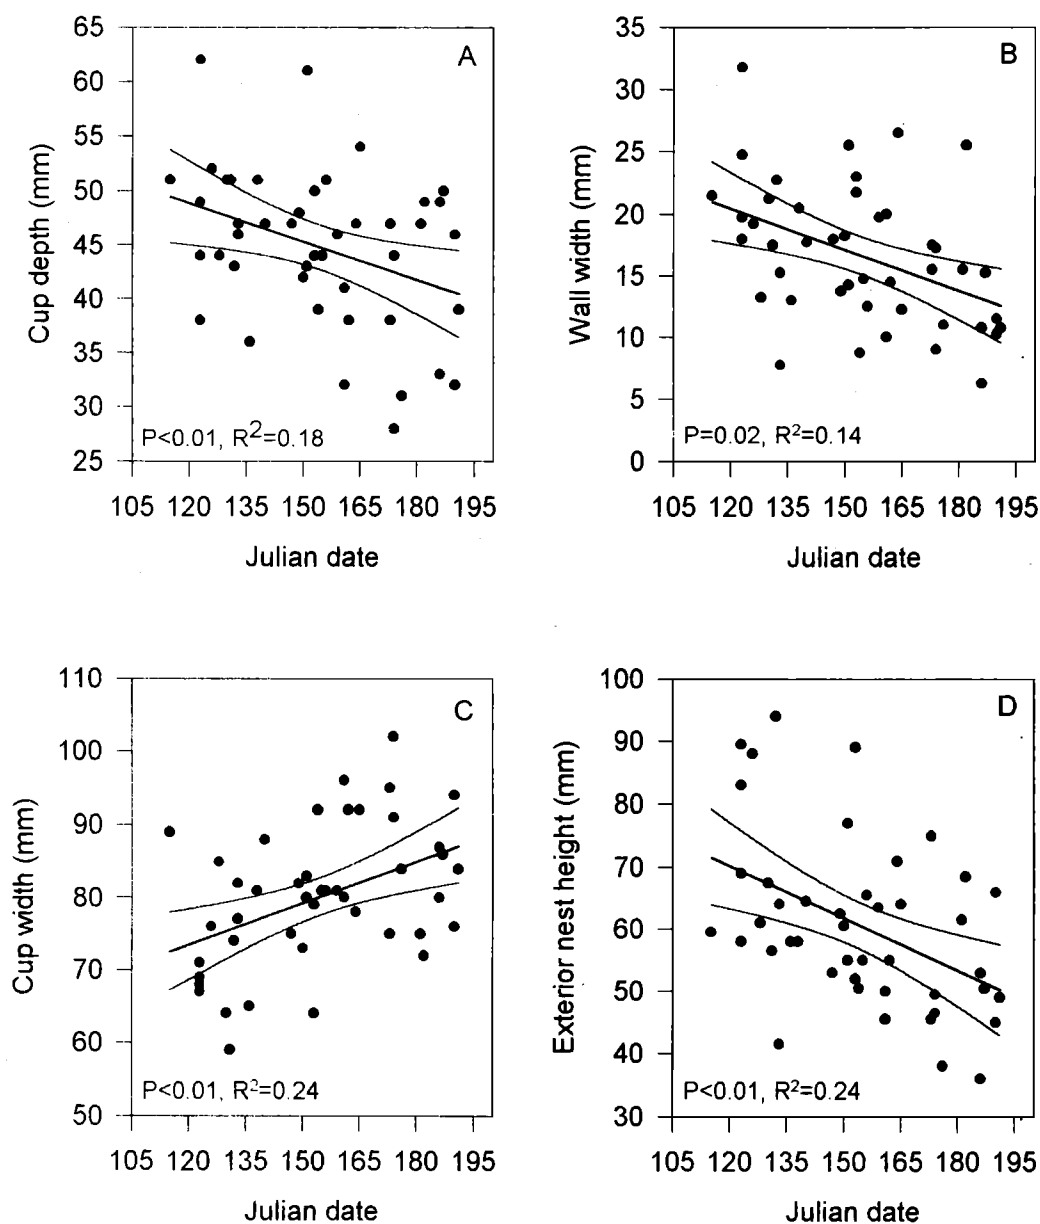 65
60
55
50
45
40
35
30
25
Cup depth (mm)
A
P<0.01, R2=0.18
105 120 135 150 165 180 195
Julian date
35
30
25
20
15
10
5
0
Wall width (mm)
B
P=0.02, R2=0.14
105 120 135 150 165 180 195
Julian date
110
100
90
80
70
60
50
Cup width (mm)
C
P<0.01, R2=0.24
105 120 135 150 165 180 195
Julian date
100
90
80
70
60
50
40
30
Exterior nest height (mm)
D
P<0.01, R2=0.24
105 120 135 150 165 180 195
Julian date